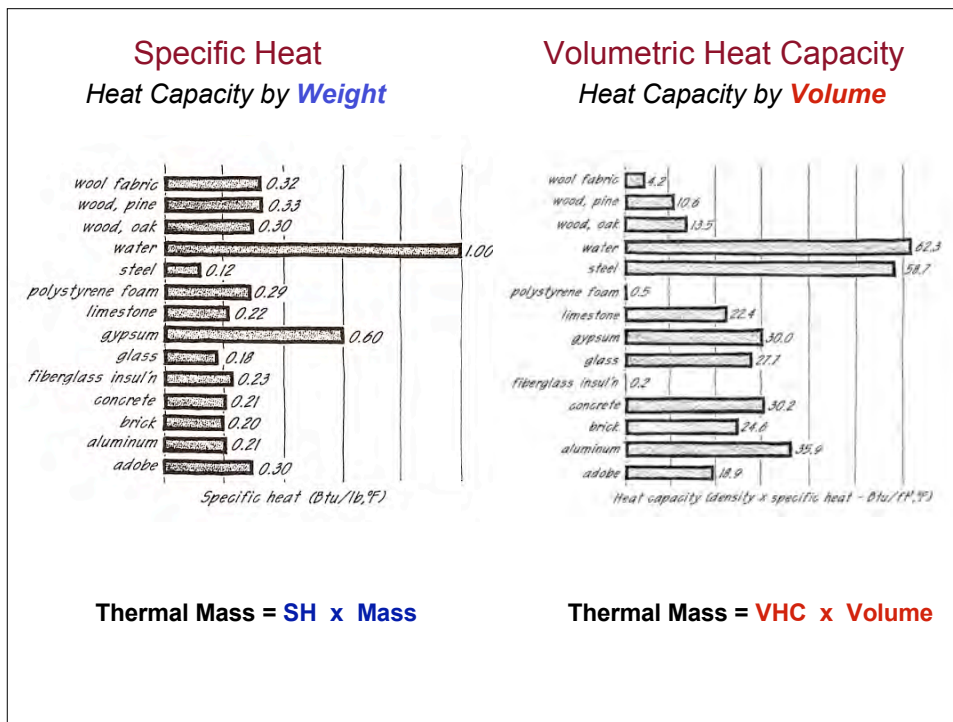 Specific Heat
Heat Capacity by Weight
wool fabric 0.32
wood, pine 0.33
wood, oak 0.30
water 1.00
steel 0.12
polystyrene foam 0.29
limestone 0.22
gypsum 0.60
glass 0.18
fiberglass insul'n 0.23
concrete 0.21
brick 0.20
aluminum 0.21
adobe 0.30
Specific heat (Btu/lb,°F)
Thermal Mass = SH x Mass
Volumetric Heat Capacity
Heat Capacity by Volume
wool fabric 4.2
wood, pine 10.6
wood, oak 13.5
water 62.3
steel 58.7
polystyrene foam 0.5
limestone 22.4
gypsum 30.0
glass 27.7
fiberglass insul'n 0.2
concrete 30.2
brick 24.6
aluminum 35.9
adobe 18.9
Heat capacity (density x specific heat - Btu/ft³,°F)
Thermal Mass = VHC x Volume